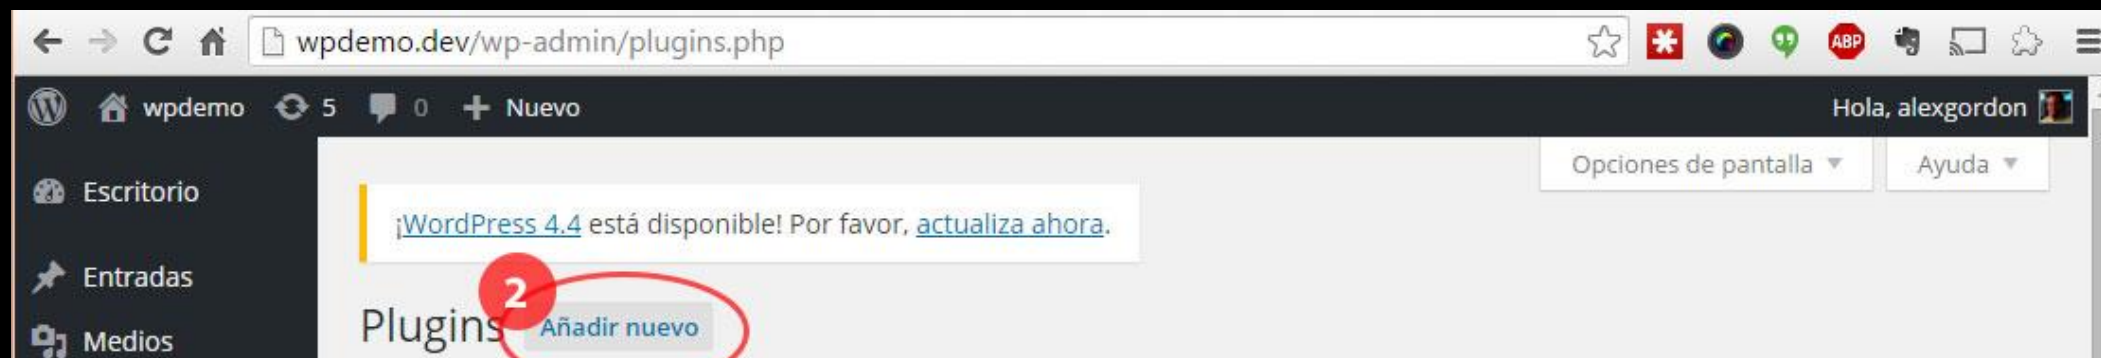 wpdemo.dev/wp-admin/plugins.php
ABP
wpdemo 5 0 + Nuevo
Hola, alexgordon
Opciones de pantalla
Ayuda
Escritorio
¡WordPress 4.4 está disponible! Por favor, actualiza ahora.
Entradas
2
Plugins Añadir nuevo
Medios